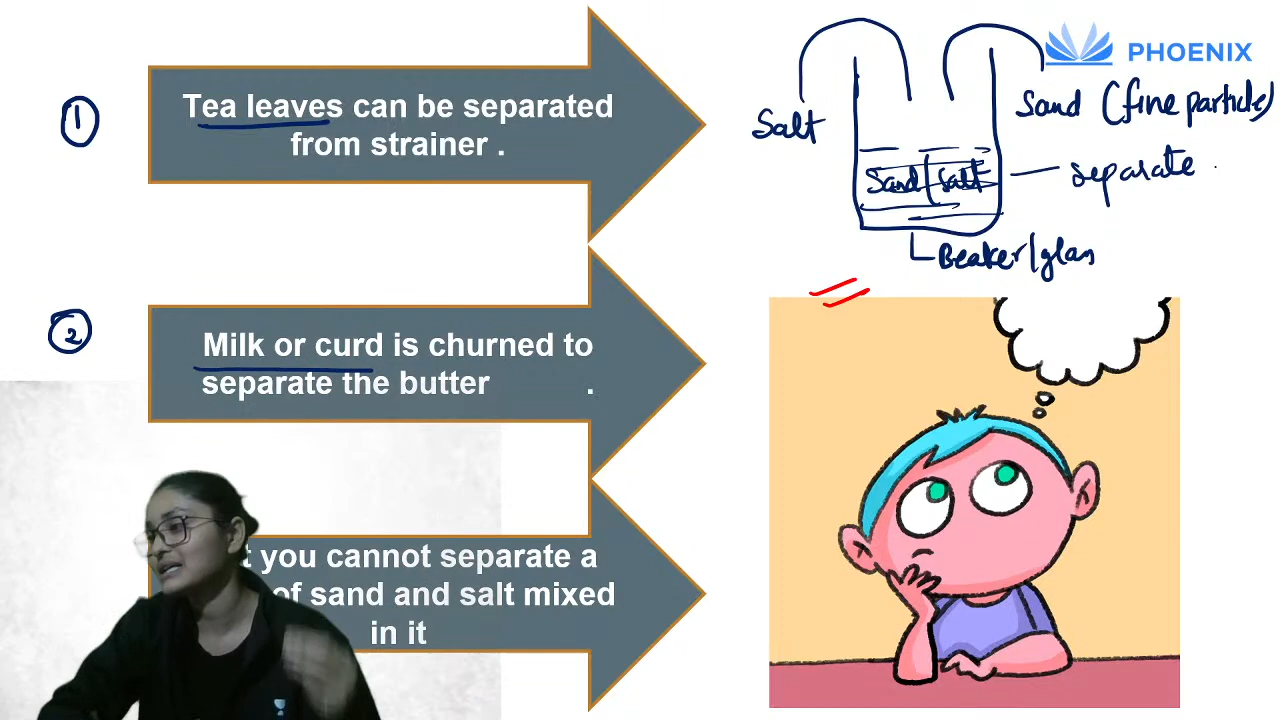 PHOENIX
1
Tea leaves can be separated
from strainer .
Salt
Sand (fine particle)
Sand/Salt
separate
Beaker/glass
2
Milk or curd is churned to
separate the butter .
you cannot separate a
of sand and salt mixed
in it